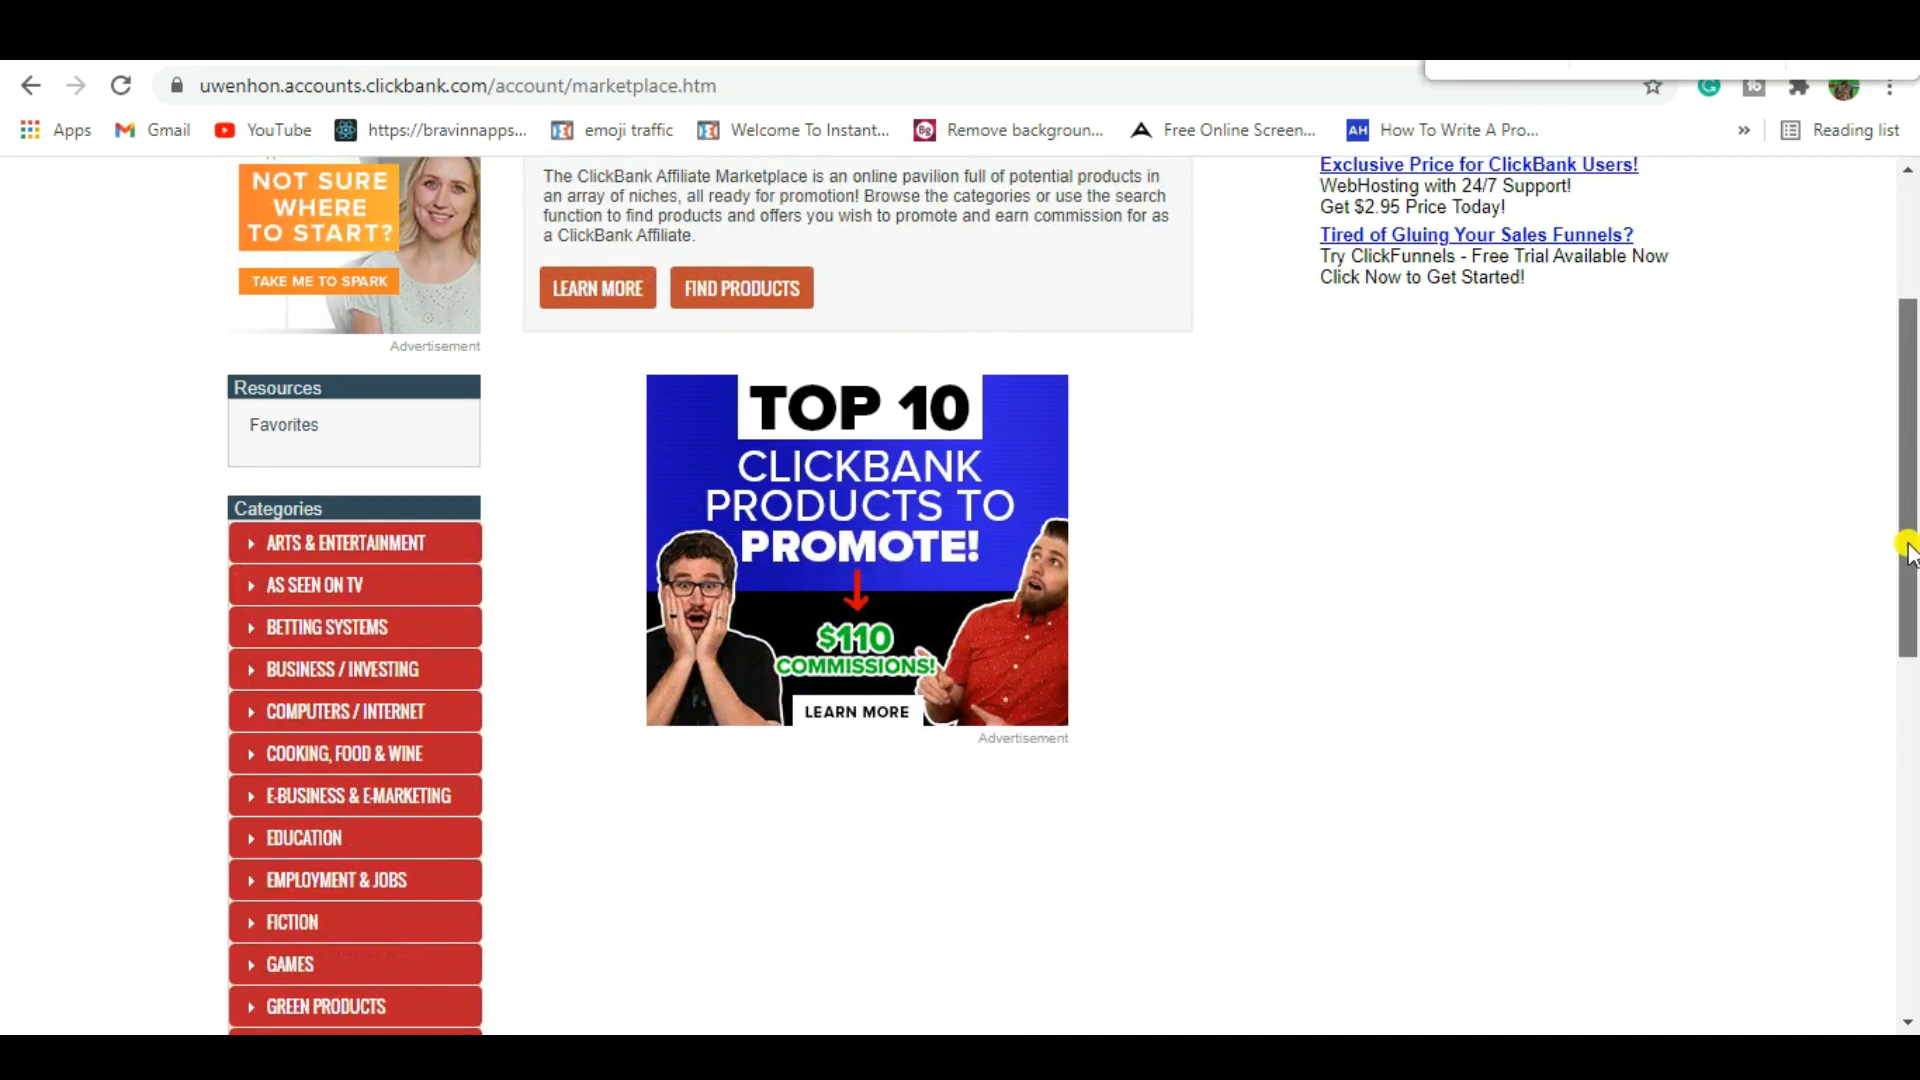 uwenhon.accounts.clickbank.com/account/marketplace.htm
Apps
Gmail
YouTube
https://bravinnapps...
emoji traffic
Welcome To Instant...
Bg
Remove backgroun...
Free Online Screen...
AH
How To Write A Pro...
»
Reading list
NOT SURE
WHERE
TO START?
TAKE ME TO SPARK
Advertisement
The ClickBank Affiliate Marketplace is an online pavilion full of potential products in
an array of niches, all ready for promotion! Browse the categories or use the search
function to find products and offers you wish to promote and earn commission for as
a ClickBank Affiliate.
LEARN MORE
FIND PRODUCTS
Exclusive Price for ClickBank Users!
WebHosting with 24/7 Support!
Get $2.95 Price Today!
Tired of Gluing Your Sales Funnels?
Try ClickFunnels - Free Trial Available Now
Click Now to Get Started!
Resources
Favorites
Categories
ARTS & ENTERTAINMENT
AS SEEN ON TV
BETTING SYSTEMS
BUSINESS / INVESTING
COMPUTERS / INTERNET
COOKING, FOOD & WINE
E-BUSINESS & E-MARKETING
EDUCATION
EMPLOYMENT & JOBS
FICTION
GAMES
GREEN PRODUCTS
TOP 10
CLICKBANK
PRODUCTS TO
PROMOTE!
$110
COMMISSIONS!
LEARN MORE
Advertisement